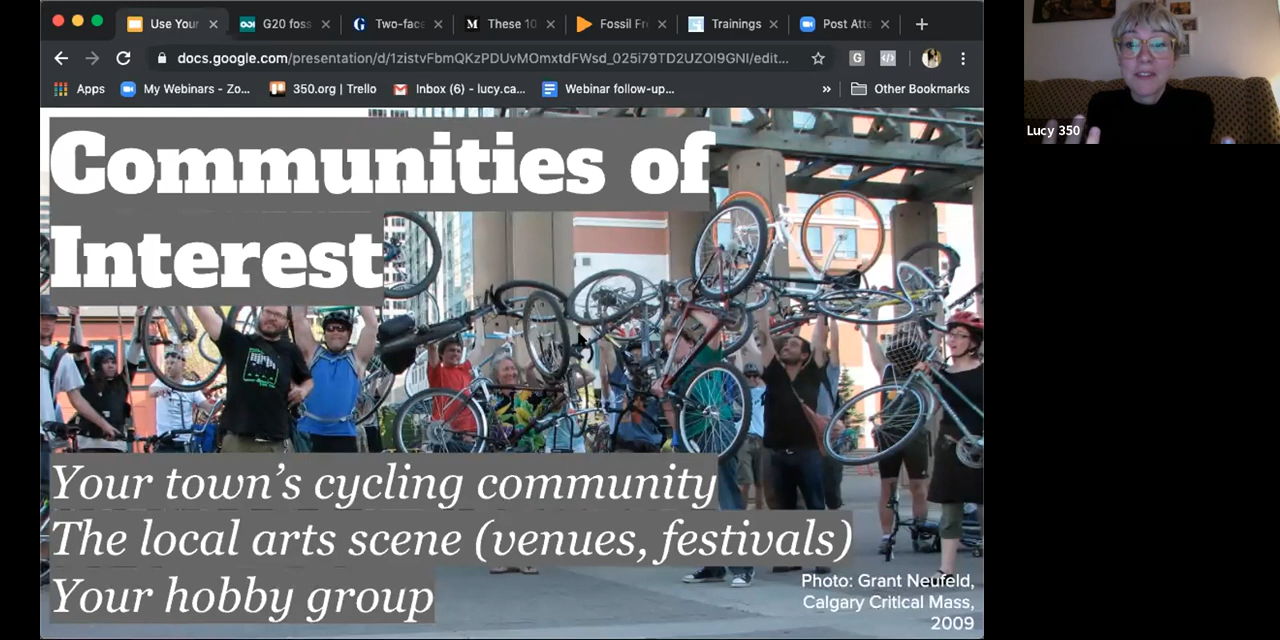 Use Your
G20 foss
Two-face
These 10
Fossil Fr
Trainings
Post Atte
docs.google.com/presentation/d/1zistvFbmQKzPDUvMOmxtdFWsd_025i79TD2UZOI9GNI/edit...
Apps
My Webinars - Zo...
350.org | Trello
Inbox (6) - lucy.ca...
Webinar follow-up...
»
Other Bookmarks
Lucy 350
Communities of
Interest
Your town's cycling community
The local arts scene (venues, festivals)
Your hobby group
Photo: Grant Neufeld,
Calgary Critical Mass,
2009